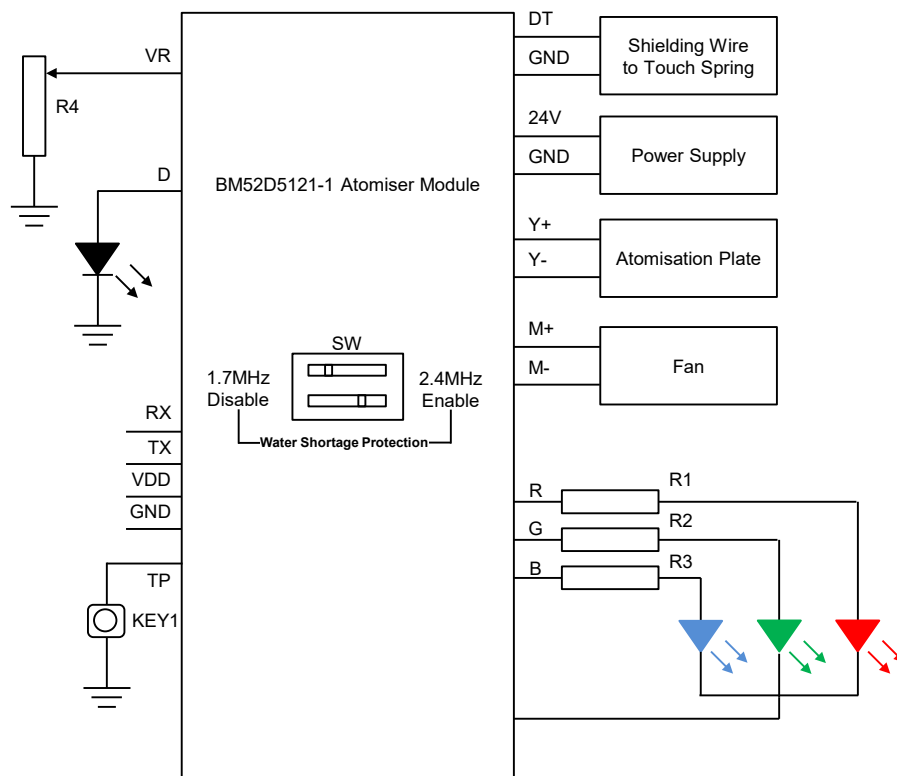 VR
R4
D
BM52D5121-1 Atomiser Module
SW
1.7MHz
Disable
2.4MHz
Enable
Water Shortage Protection
RX
TX
VDD
GND
TP
KEY1
DT
GND
Shielding Wire
to Touch Spring
24V
GND
Power Supply
Y+
Y-
Atomisation Plate
M+
M-
Fan
R
R1
G
R2
B
R3